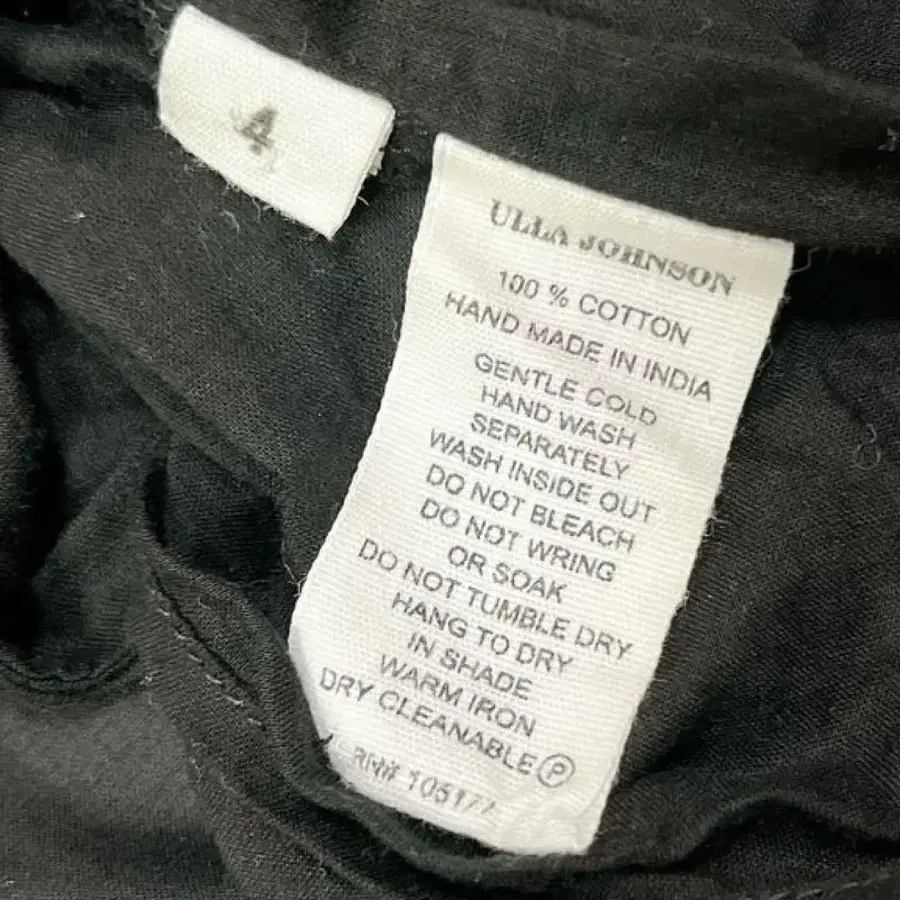 4
ULLA JOHNSON
100 % COTTON
HAND MADE IN INDIA
GENTLE COLD
HAND WASH
SEPARATELY
WASH INSIDE OUT
DO NOT BLEACH
DO NOT WRING
OR SOAK
DO NOT TUMBLE DRY
HANG TO DRY
IN SHADE
WARM IRON
DRY CLEANABLE Ⓟ
RN# 105177